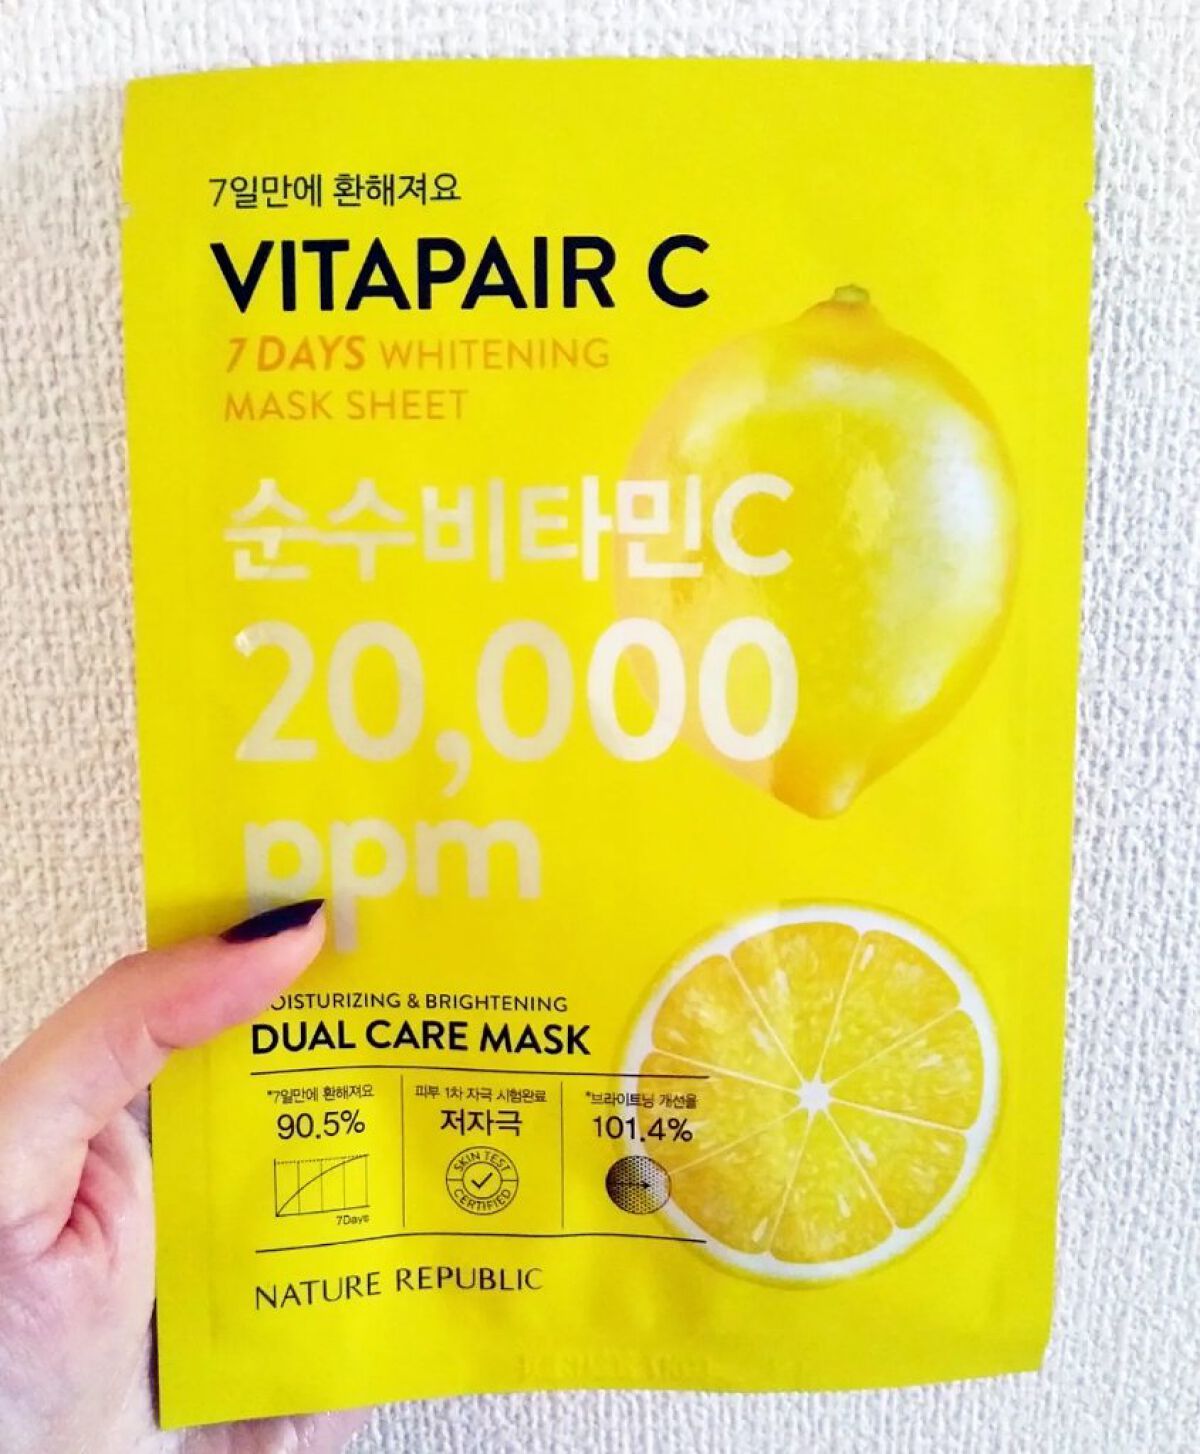 7일만에 환해져요
VITAPAIR C
7 DAYS WHITENING
MASK SHEET
순수비타민C
20,000
ppm
MOISTURIZING & BRIGHTENING
DUAL CARE MASK
*7일만에 환해져요
90.5%
7Days
피부 1차 자극 시험완료
저자극
SKIN TEST
CERTIFIED
*브라이트닝 개선율
101.4%
NATURE REPUBLIC